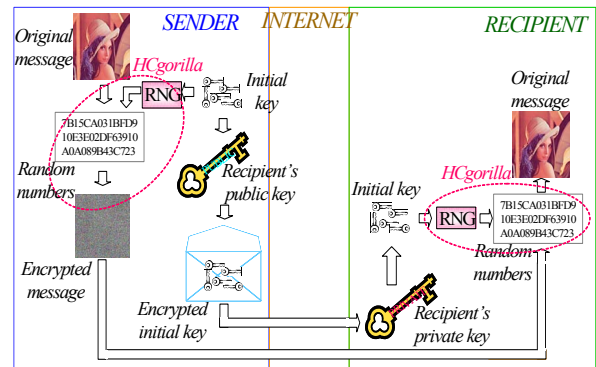 SENDER
INTERNET
RECIPIENT
Original
message
HCgorilla
RNG
Initial
key
7B15CA031BFD9
10E3E02DF63910
A0A089B43C723
Random
numbers
Recipient's
public key
Encrypted
message
Encrypted
initial key
Original
message
HCgorilla
Initial key
RNG
7B15CA031BFD9
10E3E02DF63910
A0A089B43C723
Random
numbers
Recipient's
private key